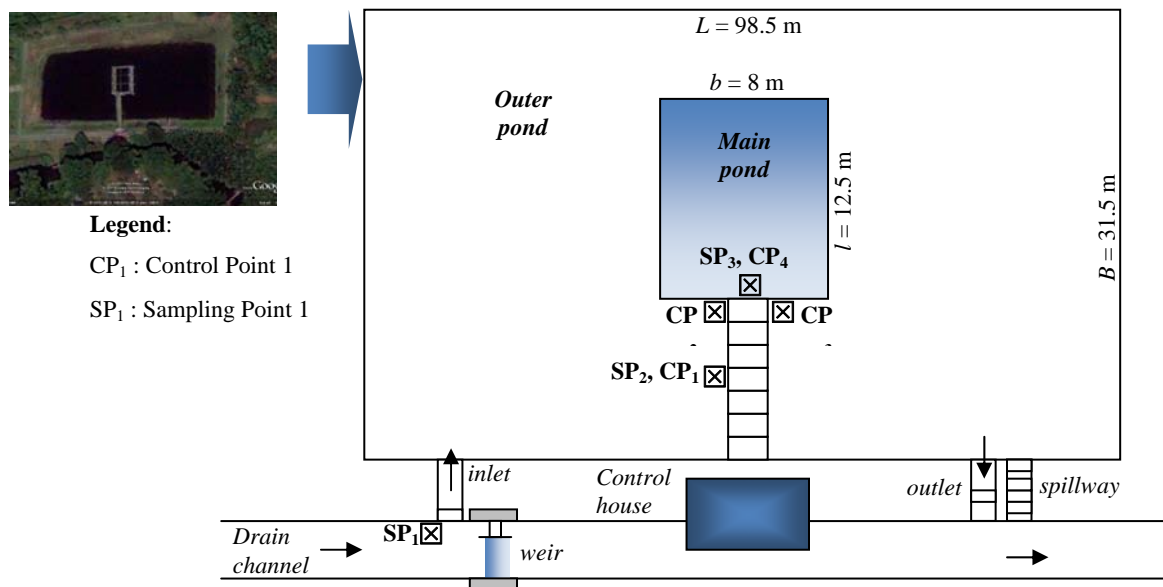 L = 98.5 m
b = 8 m
Outer
pond
Main
pond
l = 12.5 m
B = 31.5 m
Legend:
CP₁ : Control Point 1
SP₁ : Sampling Point 1
SP₃, CP₄
CP
CP
SP₂, CP₁
inlet
Control
house
outlet
spillway
SP₁
Drain
channel
weir